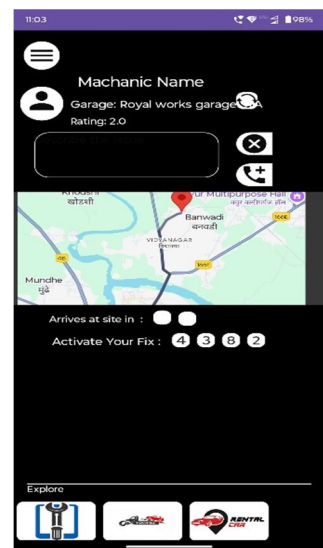 11:03
98%
Machanic Name
Garage: Royal works garage
Rating: 2.0
खोडशी
ur Multipurpose Hall
Banwadi
बनवडी
VIDYANAGAR
Mundhe
मुंढे
Arrives at site in :
Activate Your Fix : 4 3 8 2
Explore
RENTAL
CAR